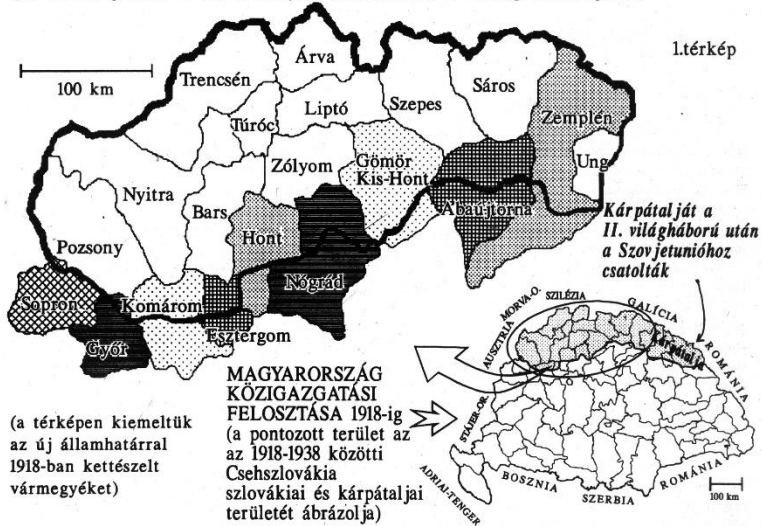 1.térkép
100 km
Trencsén
Árva
Túróc
Liptó
Szepes
Sáros
Zemplén
Ung
Nyitra
Bars
Zólyom
Gömör
Kis-Hont
Abaújtorna
Pozsony
Hont
Nógrád
Sopron
Komárom
Esztergom
Győr
Kárpátalját a
II. világháború után
a Szovjetunióhoz
csatolták
(a térképen kiemeltük
az új államhatárral
1918-ban kettészelt
vármegyéket)
MAGYARORSZÁG
KÖZIGAZGATÁSI
FELOSZTÁSA 1918-ig
(a pontozott terület az
az 1918-1938 közötti
Csehszlovákia
szlovákiai és kárpátaljai
területét ábrázolja)
AUSZTRIA
MORVA-O.
SZILÉZIA
GALÍCIA
Kárpátalja
ROMÁNIA
STÁJER-OR.
ADRIAI-TENGER
BOSZNIA
SZERBIA
ROMÁNIA
100 km